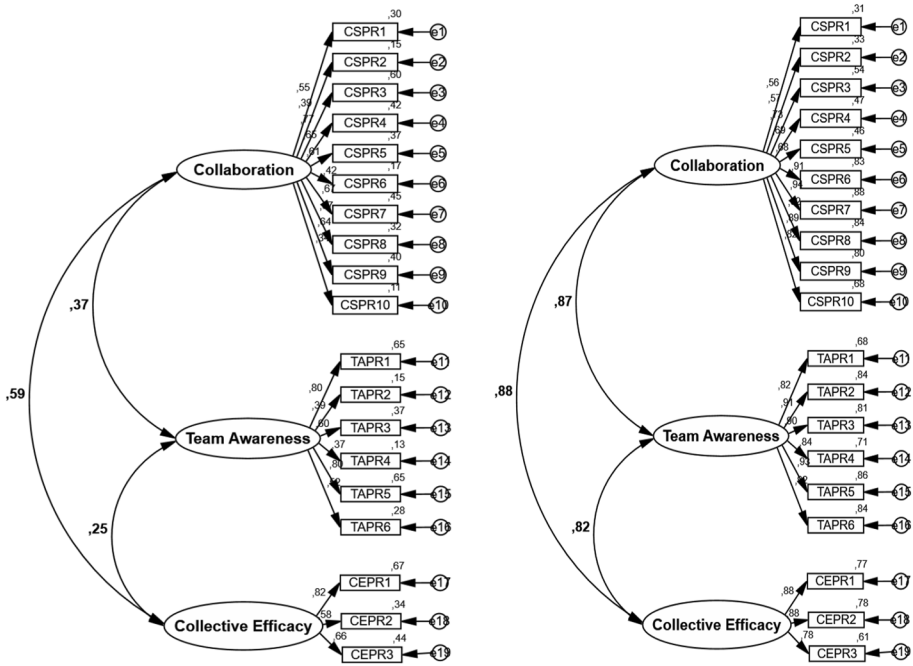 ,30
CSPR1
e1
,15
CSPR2
e2
,60
CSPR3
e3
,42
CSPR4
e4
,37
CSPR5
e5
,17
CSPR6
e6
,45
CSPR7
e7
,32
CSPR8
e8
,40
CSPR9
e9
,11
CSPR10
e10
,55
,39
,77
,65
,61
,42
,67
,64
Collaboration
,37
,59
,65
TAPR1
e11
,15
TAPR2
e12
,37
TAPR3
e13
,13
TAPR4
e14
,65
TAPR5
e15
,28
TAPR6
e16
,80
,39
,60
,37
,80
Team Awareness
,25
,67
CEPR1
e17
,34
CEPR2
e18
,44
CEPR3
e19
,82
,58
,66
Collective Efficacy
,31
CSPR1
e1
,33
CSPR2
e2
,54
CSPR3
e3
,47
CSPR4
e4
,46
CSPR5
e5
,83
CSPR6
e6
,88
CSPR7
e7
,84
CSPR8
e8
,80
CSPR9
e9
,68
CSPR10
e10
,56
,57
,73
,69
,68
,91
,94
,89
Collaboration
,87
,88
,68
TAPR1
e11
,84
TAPR2
e12
,81
TAPR3
e13
,71
TAPR4
e14
,86
TAPR5
e15
,84
TAPR6
e16
,82
,91
,90
,84
,93
Team Awareness
,82
,77
CEPR1
e17
,78
CEPR2
e18
,61
CEPR3
e19
,88
,88
,78
Collective Efficacy